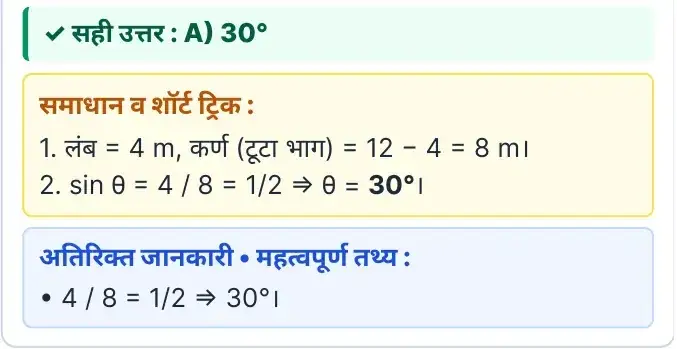 ✓ सही उत्तर : A) 30°
समाधान व शॉर्ट ट्रिक :
1. लंब = 4 m, कर्ण (टूटा भाग) = 12 − 4 = 8 m।
2. sin θ = 4 / 8 = 1/2 ⇒ θ = 30°।
अतिरिक्त जानकारी • महत्वपूर्ण तथ्य :
• 4 / 8 = 1/2 ⇒ 30°।